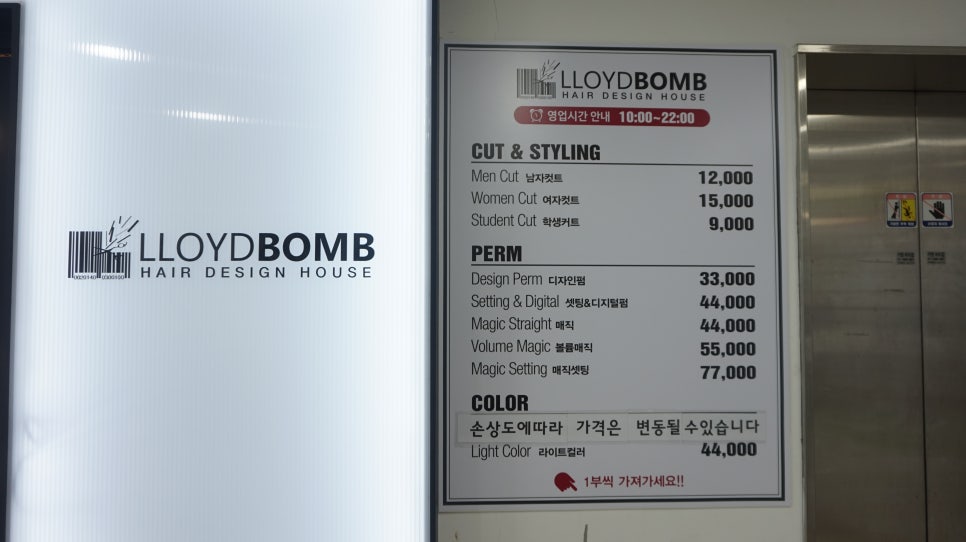 LLOYDBOMB
HAIR DESIGN HOUSE
LLOYDBOMB
HAIR DESIGN HOUSE
영업시간 안내 10:00~22:00
CUT & STYLING
Men Cut 남자컷트 12,000
Women Cut 여자컷트 15,000
Student Cut 학생커트 9,000
PERM
Design Perm 디자인펌 33,000
Setting & Digital 셋팅&디지털펌 44,000
Magic Straight 매직 44,000
Volume Magic 볼륨매직 55,000
Magic Setting 매직셋팅 77,000
COLOR
손상도에따라 가격은 변동될 수있습니다
Light Color 라이트컬러 44,000
1부씩 가져가세요!!